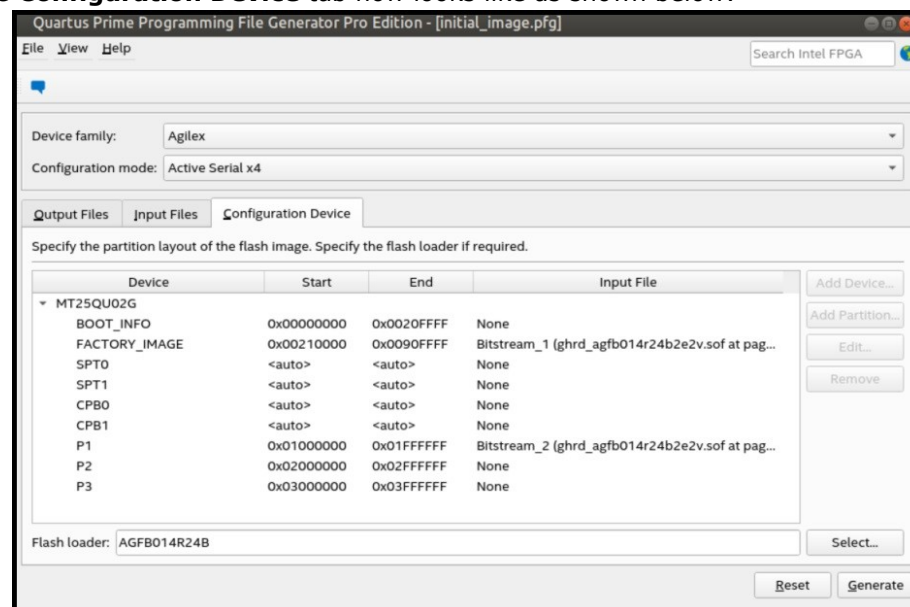 Configuration Device tab now looks like as shown below:
Quartus Prime Programming File Generator Pro Edition - [initial_image.pfg]
File View Help
Search Intel FPGA
Device family: Agilex
Configuration mode: Active Serial x4
Output Files Input Files Configuration Device
Specify the partition layout of the flash image. Specify the flash loader if required.
Device Start End Input File
Add Device...
MT25QU02G
BOOT_INFO 0x00000000 0x0020FFFF None
Add Partition...
FACTORY_IMAGE 0x00210000 0x0090FFFF Bitstream_1 (ghrd_agfb014r24b2e2v.sof at pag...
Edit...
SPT0 <auto> <auto> None
SPT1 <auto> <auto> None
Remove
CPB0 <auto> <auto> None
CPB1 <auto> <auto> None
P1 0x01000000 0x01FFFFFF Bitstream_2 (ghrd_agfb014r24b2e2v.sof at pag...
P2 0x02000000 0x02FFFFFF None
P3 0x03000000 0x03FFFFFF None
Flash loader: AGFB014R24B Select...
Reset Generate